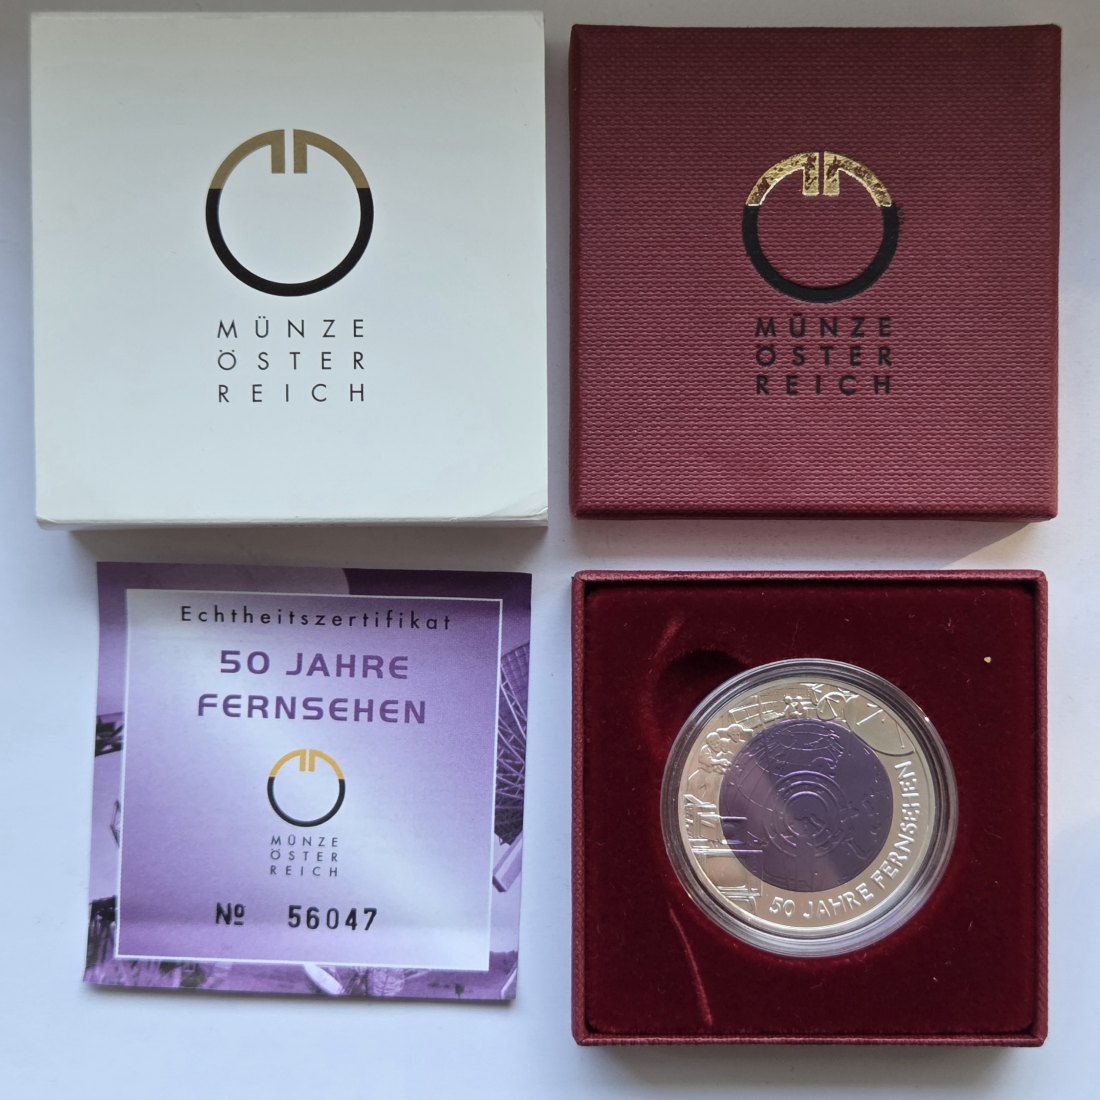 MÜNZE
ÖSTER
REICH
MÜNZE
ÖSTER
REICH
Echtheitszertifikat
50 JAHRE
FERNSEHEN
MÜNZE
ÖSTER
REICH
Nº 56047
50 JAHRE FERNSEHEN